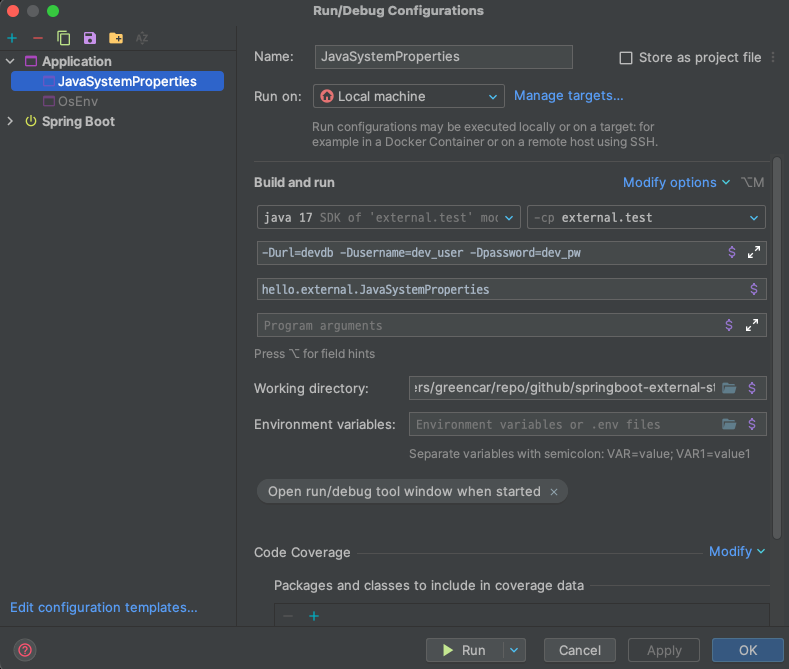 Run/Debug Configurations
Application
JavaSystemProperties
OsEnv
Spring Boot
Edit configuration templates...
Name:
JavaSystemProperties
Store as project file
Run on:
Local machine
Manage targets...
Run configurations may be executed locally or on a target: for
example in a Docker Container or on a remote host using SSH.
Build and run
Modify options
⌥M
java 17 SDK of 'external.test' moc
-cp external.test
-Durl=devdb -Dusername=dev_user -Dpassword=dev_pw
$
hello.external.JavaSystemProperties
$
Program arguments
$
Press ⌥ for field hints
Working directory:
ers/greencar/repo/github/springboot-external-st
$
Environment variables:
Environment variables or .env files
$
Separate variables with semicolon: VAR=value; VAR1=value1
Open run/debug tool window when started ×
Code Coverage
Modify
Packages and classes to include in coverage data
Run
Cancel
Apply
OK